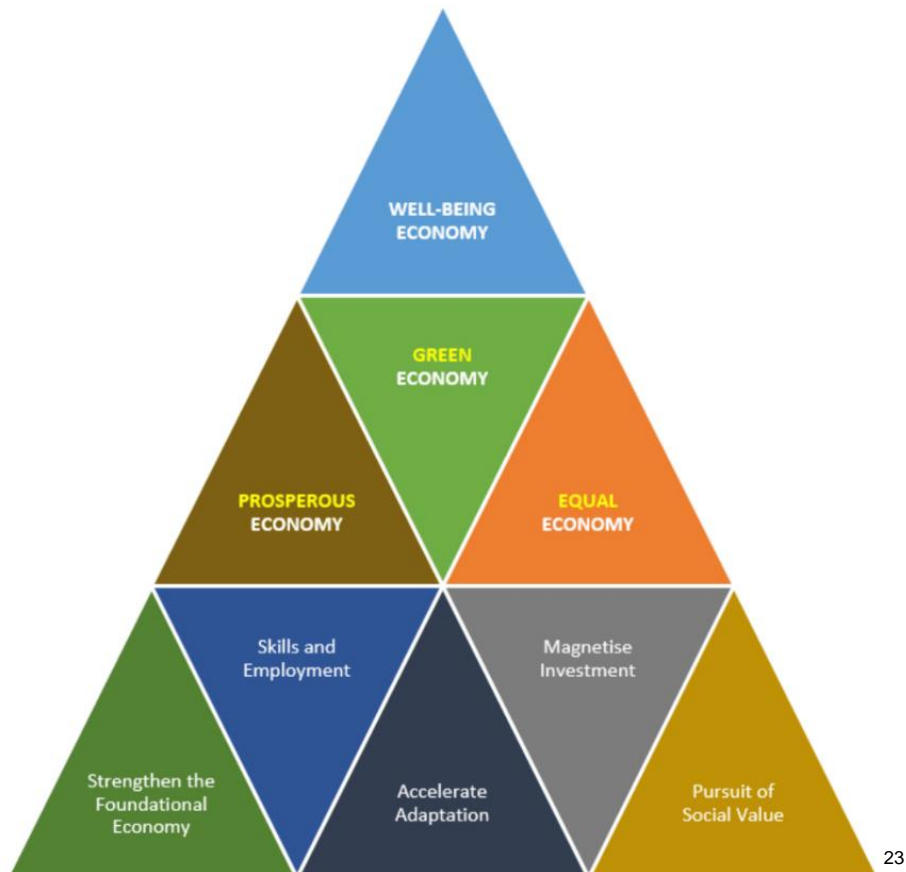 WELL-BEING
ECONOMY
GREEN
ECONOMY
PROSPEROUS
ECONOMY
EQUAL
ECONOMY
Skills and
Employment
Magnetise
Investment
Strengthen the
Foundational
Economy
Accelerate
Adaptation
Pursuit of
Social Value
23